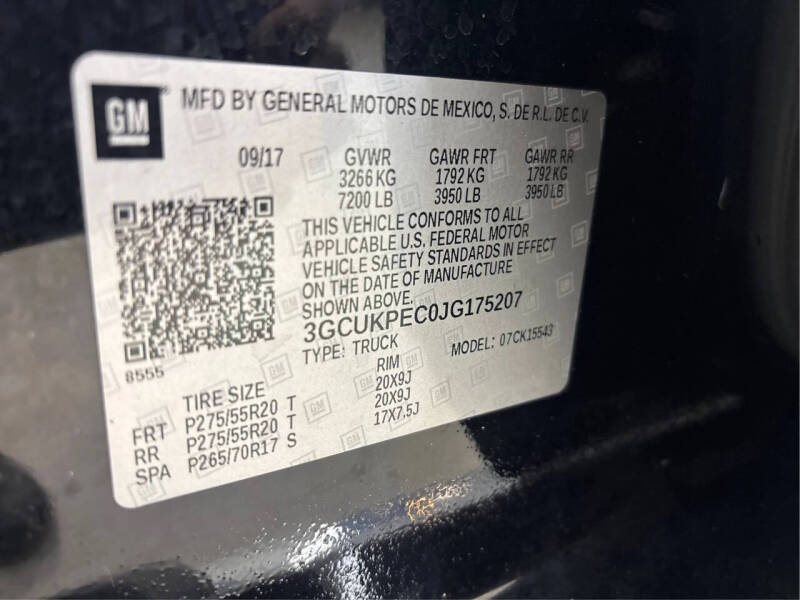 GM
MFD BY GENERAL MOTORS DE MEXICO, S. DE R.L. DE C.V.
09/17 GVWR GAWR FRT GAWR RR
3266 KG 1792 KG 1792 KG
7200 LB 3950 LB 3950 LB
THIS VEHICLE CONFORMS TO ALL
APPLICABLE U.S. FEDERAL MOTOR
VEHICLE SAFETY STANDARDS IN EFFECT
ON THE DATE OF MANUFACTURE
SHOWN ABOVE.
3GCUKPEC0JG175207
TYPE: TRUCK MODEL: 07CK15543
8555
TIRE SIZE RIM
FRT P275/55R20 T 20X9J
RR P275/55R20 T 20X9J
SPA P265/70R17 S 17X7.5J